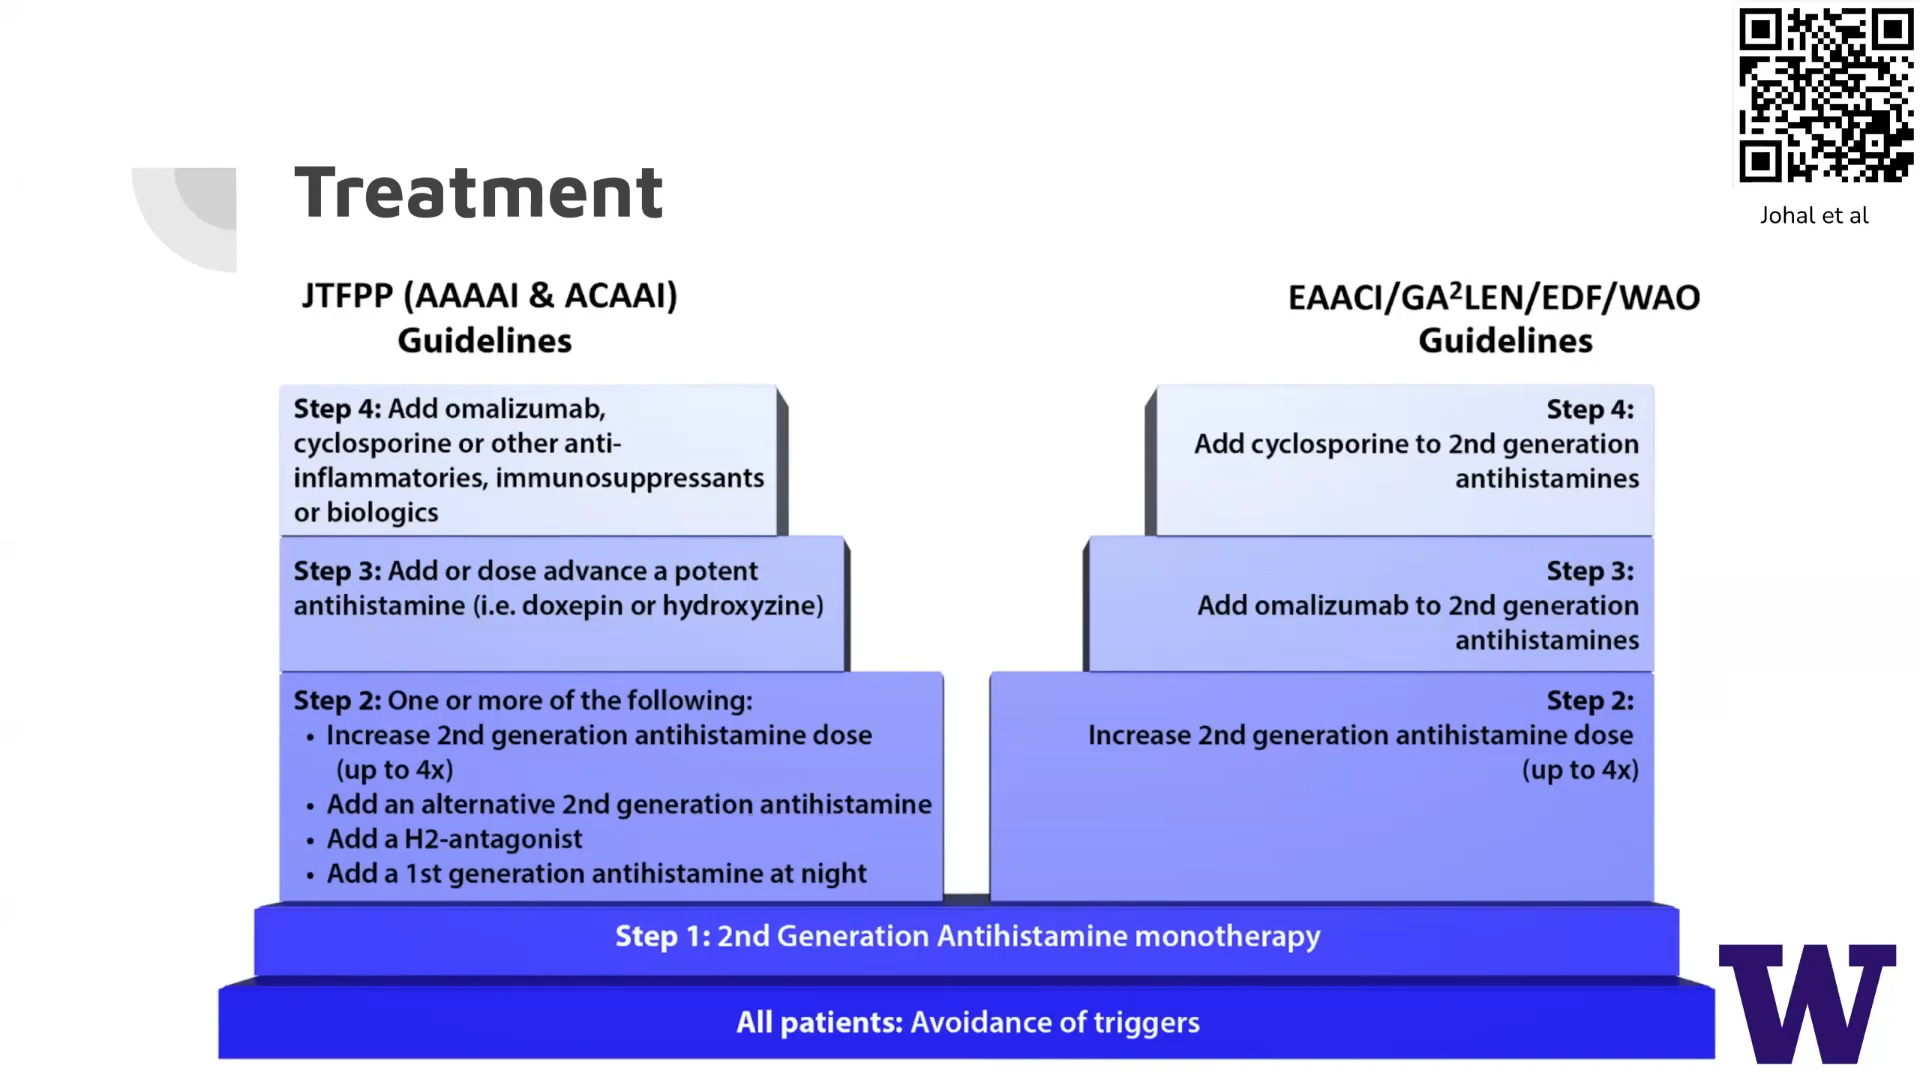 Johal et al
Treatment
JTFPP (AAAAI & ACAAI)
Guidelines
Step 4: Add omalizumab,
cyclosporine or other anti-
inflammatories, immunosuppressants
or biologics
Step 3: Add or dose advance a potent
antihistamine (i.e. doxepin or hydroxyzine)
Step 2: One or more of the following:
• Increase 2nd generation antihistamine dose
(up to 4x)
• Add an alternative 2nd generation antihistamine
• Add a H2-antagonist
• Add a 1st generation antihistamine at night
EAACI/GA²LEN/EDF/WAO
Guidelines
Step 4:
Add cyclosporine to 2nd generation
antihistamines
Step 3:
Add omalizumab to 2nd generation
antihistamines
Step 2:
Increase 2nd generation antihistamine dose
(up to 4x)
Step 1: 2nd Generation Antihistamine monotherapy
All patients: Avoidance of triggers
W